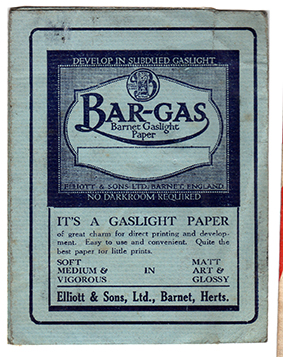 DEVELOP IN SUBDUED GASLIGHT
BAR-GAS
Barnet Gaslight
Paper
ELLIOTT & SONS LTD. BARNET, ENGLAND.
NO DARKROOM REQUIRED
IT'S A GASLIGHT PAPER
of great charm for direct printing and develop-
ment. Easy to use and convenient. Quite the
best paper for little prints.
SOFT MATT
MEDIUM & IN ART &
VIGOROUS GLOSSY
Elliott & Sons, Ltd., Barnet, Herts.